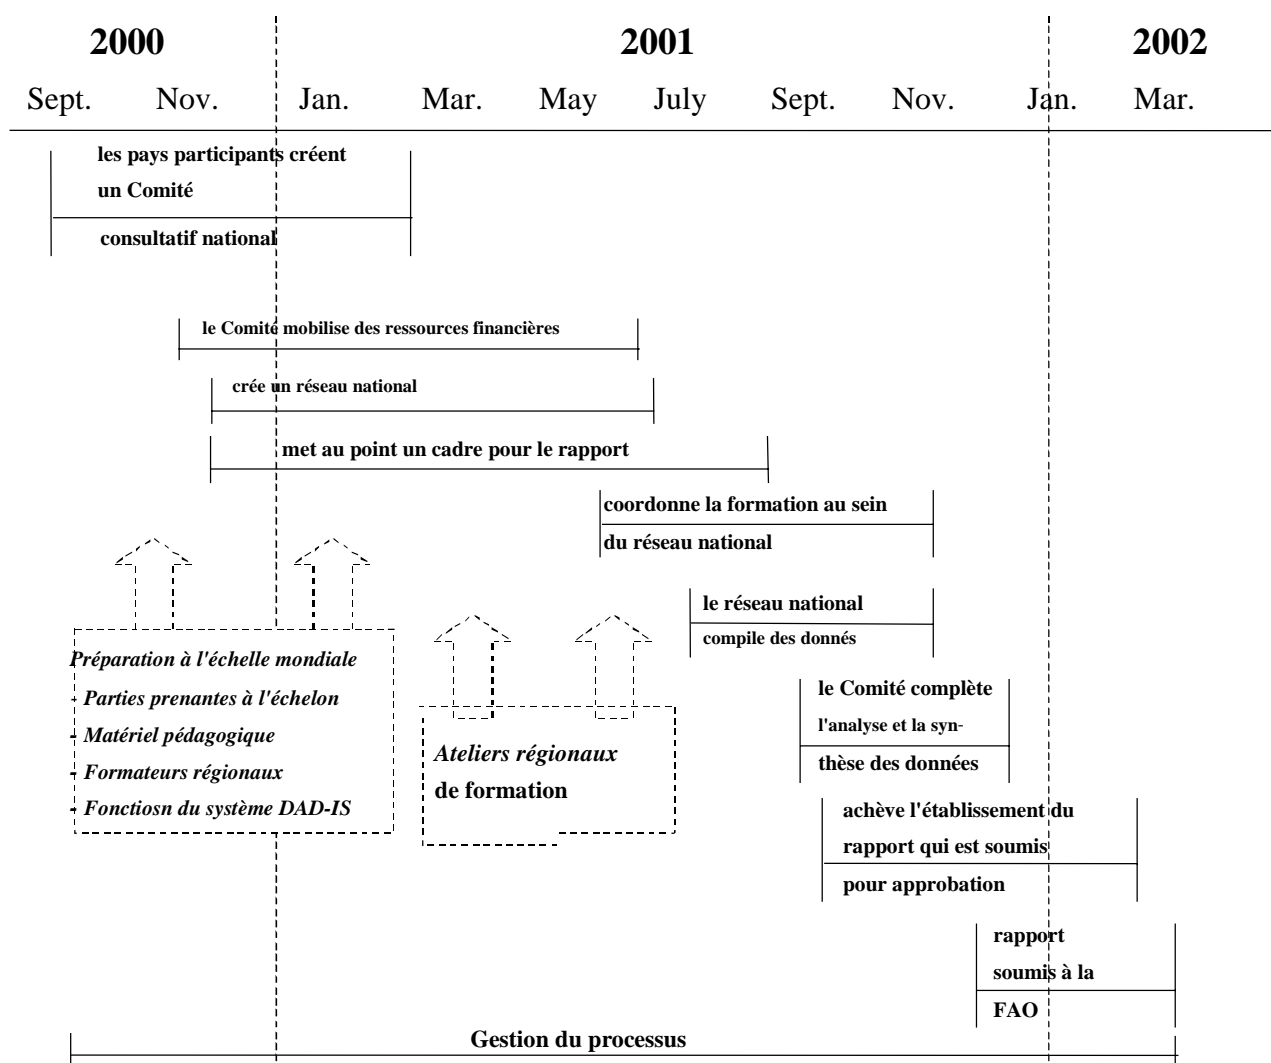 2000 2001 2002
Sept. Nov. Jan. Mar. May July Sept. Nov. Jan. Mar.
les pays participants créent
un Comité
consultatif national
le Comité mobilise des ressources financières
crée un réseau national
met au point un cadre pour le rapport
coordonne la formation au sein
du réseau national
le réseau national
compile des donnés
Préparation à l'échelle mondiale
- Parties prenantes à l'échelon
- Matériel pédagogique
- Formateurs régionaux
- Fonctiosn du système DAD-IS
Ateliers régionaux
de formation
le Comité complète
l'analyse et la syn-
thèse des données
achève l'établissement du
rapport qui est soumis
pour approbation
rapport
soumis à la
FAO
Gestion du processus